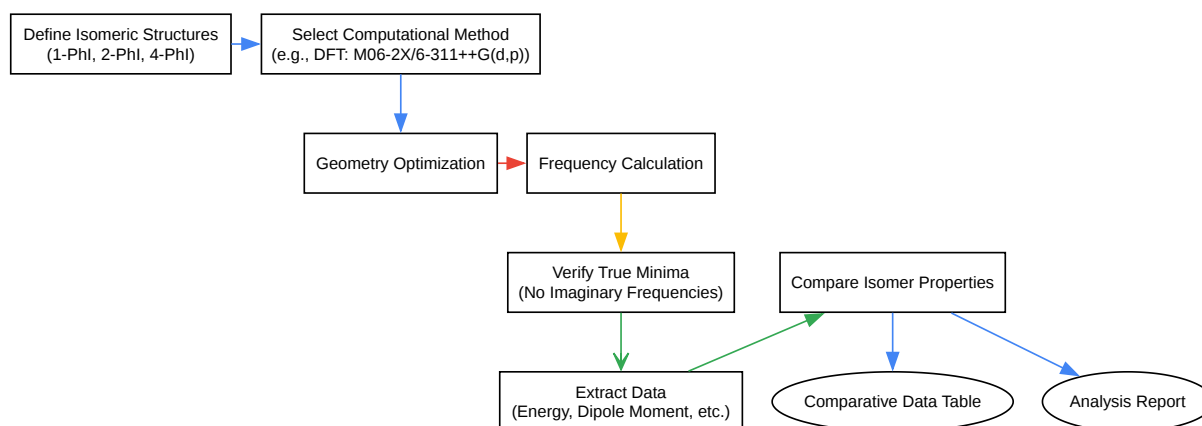 Define Isomeric Structures
(1-PhI, 2-PhI, 4-PhI)
Select Computational Method
(e.g., DFT: M06-2X/6-311++G(d,p))
Geometry Optimization
Frequency Calculation
Verify True Minima
(No Imaginary Frequencies)
Compare Isomer Properties
Extract Data
(Energy, Dipole Moment, etc.)
Comparative Data Table
Analysis Report